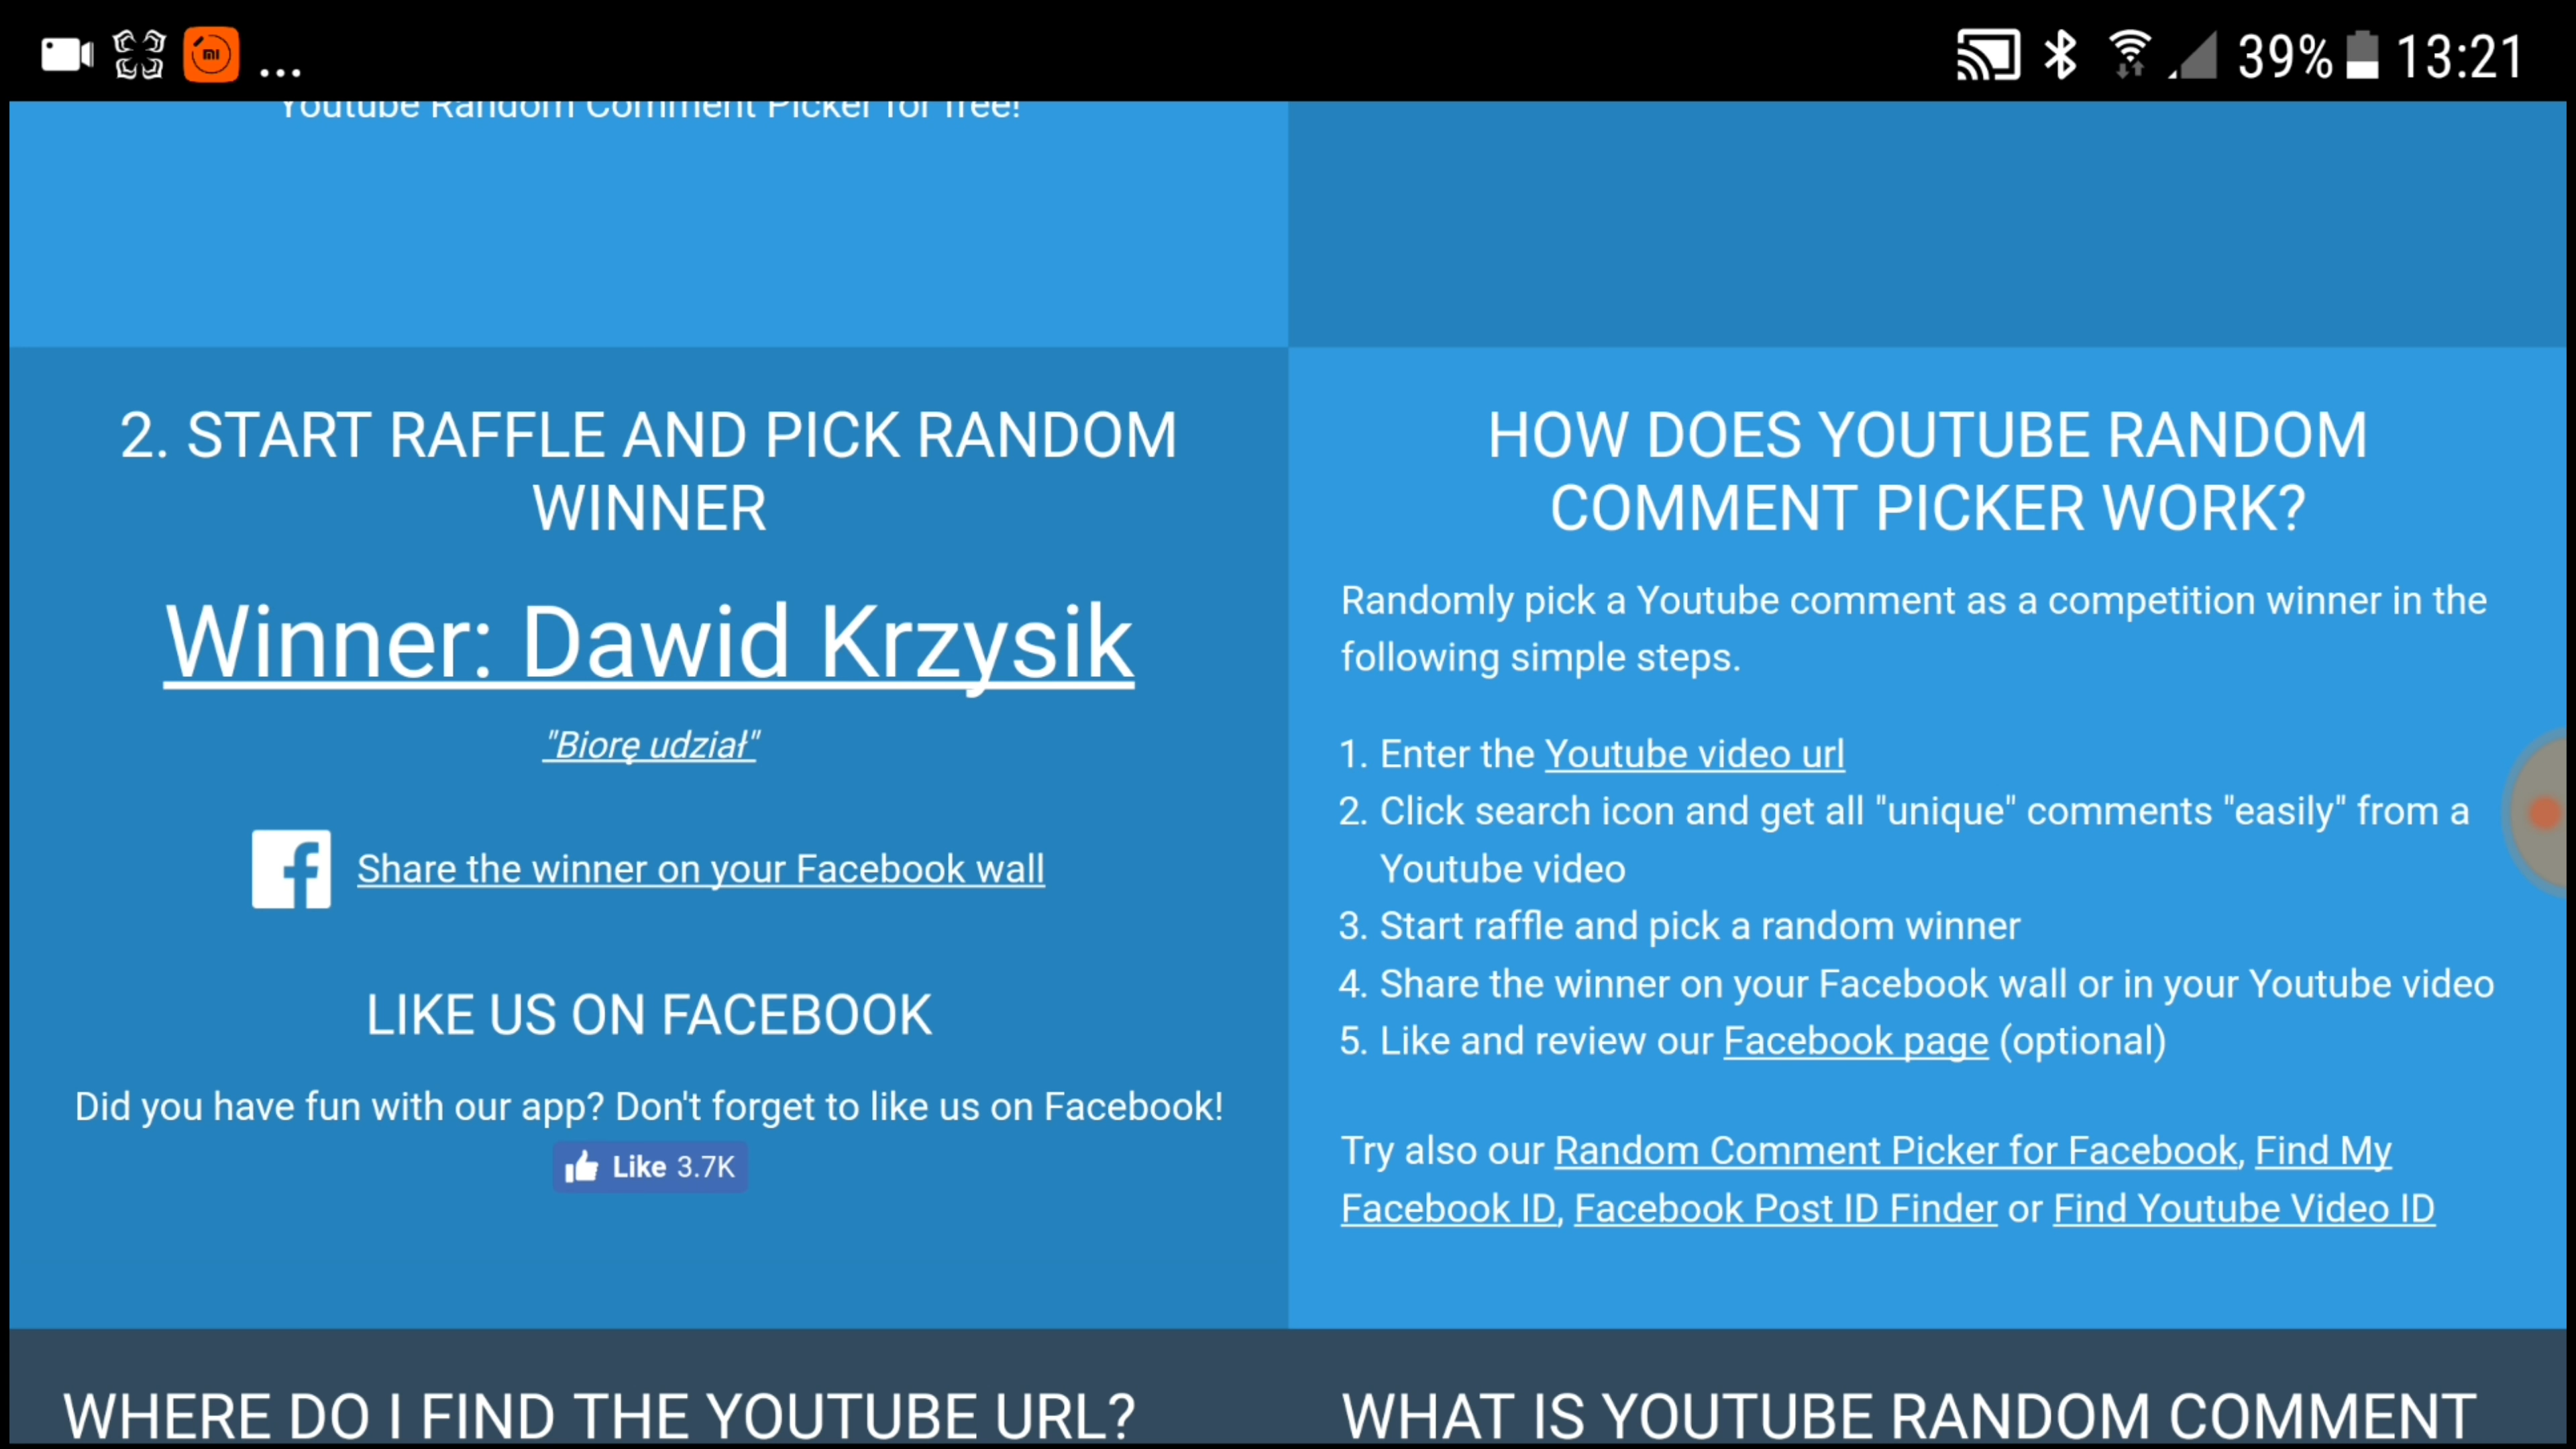 39% 13:21
Youtube Random Comment Picker for free!
2. START RAFFLE AND PICK RANDOM
WINNER
Winner: Dawid Krzysik
"Biorę udział"
Share the winner on your Facebook wall
LIKE US ON FACEBOOK
Did you have fun with our app? Don't forget to like us on Facebook!
Like 3.7K
HOW DOES YOUTUBE RANDOM
COMMENT PICKER WORK?
Randomly pick a Youtube comment as a competition winner in the
following simple steps.
1. Enter the Youtube video url
2. Click search icon and get all "unique" comments "easily" from a
Youtube video
3. Start raffle and pick a random winner
4. Share the winner on your Facebook wall or in your Youtube video
5. Like and review our Facebook page (optional)
Try also our Random Comment Picker for Facebook, Find My
Facebook ID, Facebook Post ID Finder or Find Youtube Video ID
WHERE DO I FIND THE YOUTUBE URL?
WHAT IS YOUTUBE RANDOM COMMENT